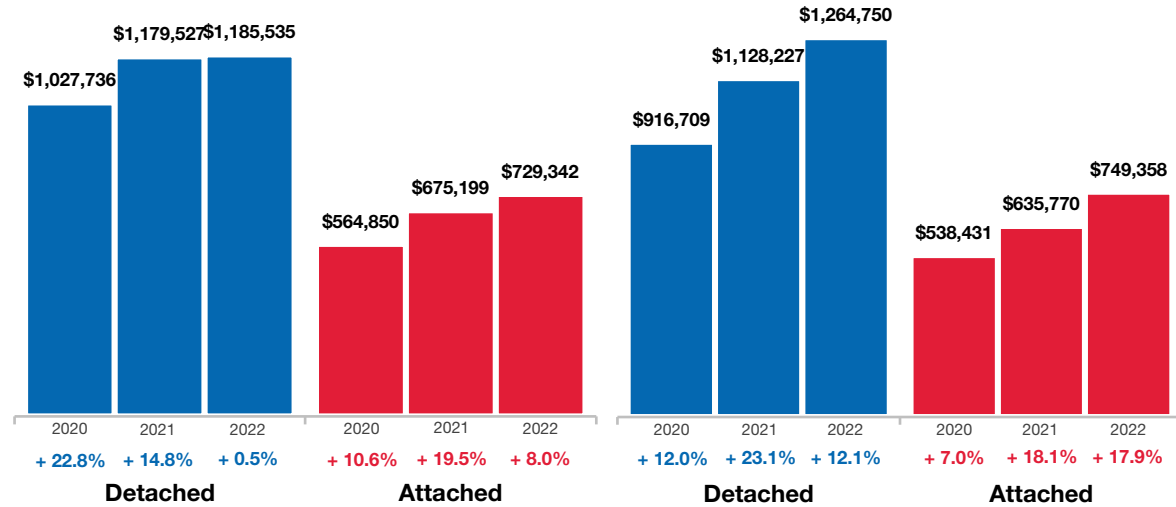 $1,027,736
$1,179,527
$1,185,535
$564,850
$675,199
$729,342
2020 2021 2022 2020 2021 2022
+ 22.8% + 14.8% + 0.5% + 10.6% + 19.5% + 8.0%
Detached Attached
$916,709
$1,128,227
$1,264,750
$538,431
$635,770
$749,358
2020 2021 2022 2020 2021 2022
+ 12.0% + 23.1% + 12.1% + 7.0% + 18.1% + 17.9%
Detached Attached